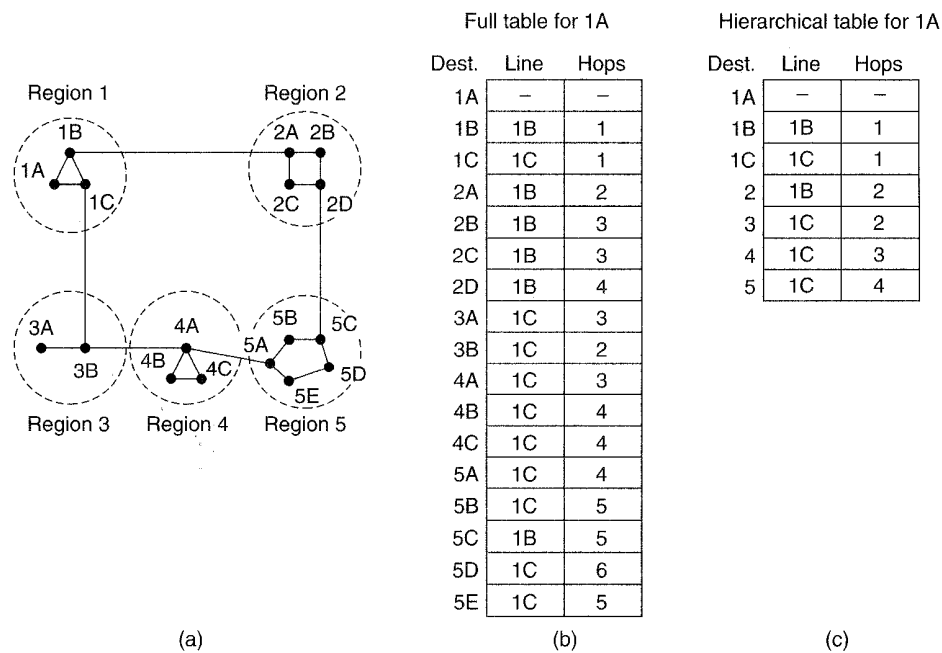 Full table for 1A
Hierarchical table for 1A
Dest. Line Hops
Dest. Line Hops
Region 1
Region 2
1B
1A
1C
2A 2B
2C 2D
3A
3B
4A
4B
4C
5B
5C
5A
5D
5E
Region 3
Region 4
Region 5
1A – –
1B 1B 1
1C 1C 1
2A 1B 2
2B 1B 3
2C 1B 3
2D 1B 4
3A 1C 3
3B 1C 2
4A 1C 3
4B 1C 4
4C 1C 4
5A 1C 4
5B 1C 5
5C 1B 5
5D 1C 6
5E 1C 5
1A – –
1B 1B 1
1C 1C 1
2 1B 2
3 1C 2
4 1C 3
5 1C 4
(a)
(b)
(c)